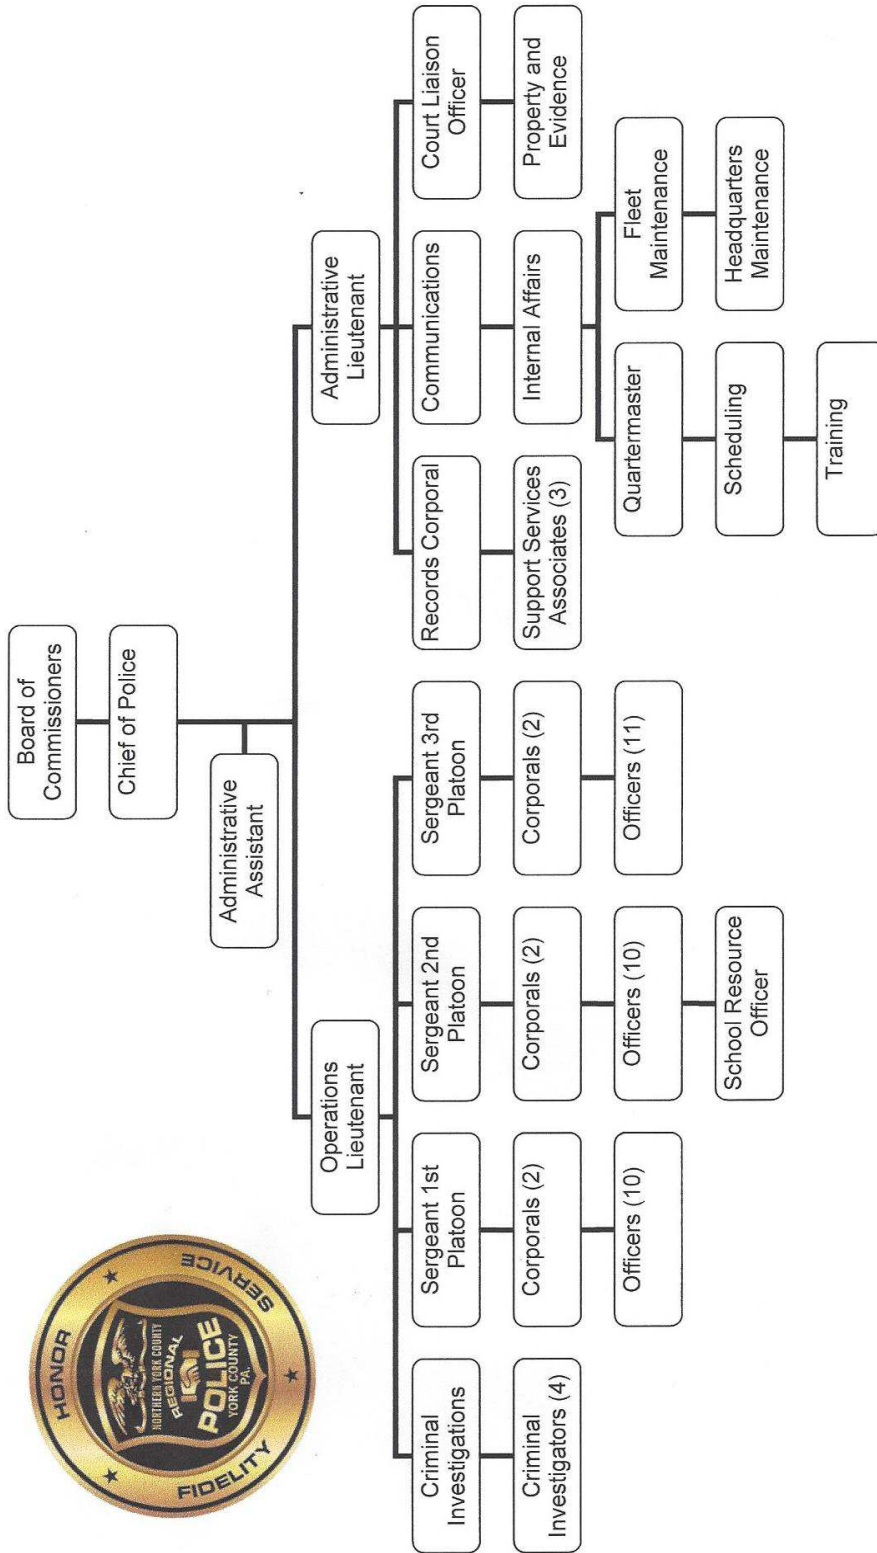 HONOR
SERVICE
FIDELITY
NORTHERN YORK COUNTY
REGIONAL
POLICE
YORK COUNTY
PA.
Board of
Commissioners
Chief of Police
Administrative
Assistant
Operations
Lieutenant
Administrative
Lieutenant
Criminal
Investigations
Criminal
Investigators (4)
Sergeant 1st
Platoon
Corporals (2)
Officers (10)
Sergeant 2nd
Platoon
Corporals (2)
Officers (10)
School Resource
Officer
Sergeant 3rd
Platoon
Corporals (2)
Officers (11)
Records Corporal
Support Services
Associates (3)
Communications
Internal Affairs
Quartermaster
Scheduling
Training
Fleet
Maintenance
Headquarters
Maintenance
Court Liaison
Officer
Property and
Evidence